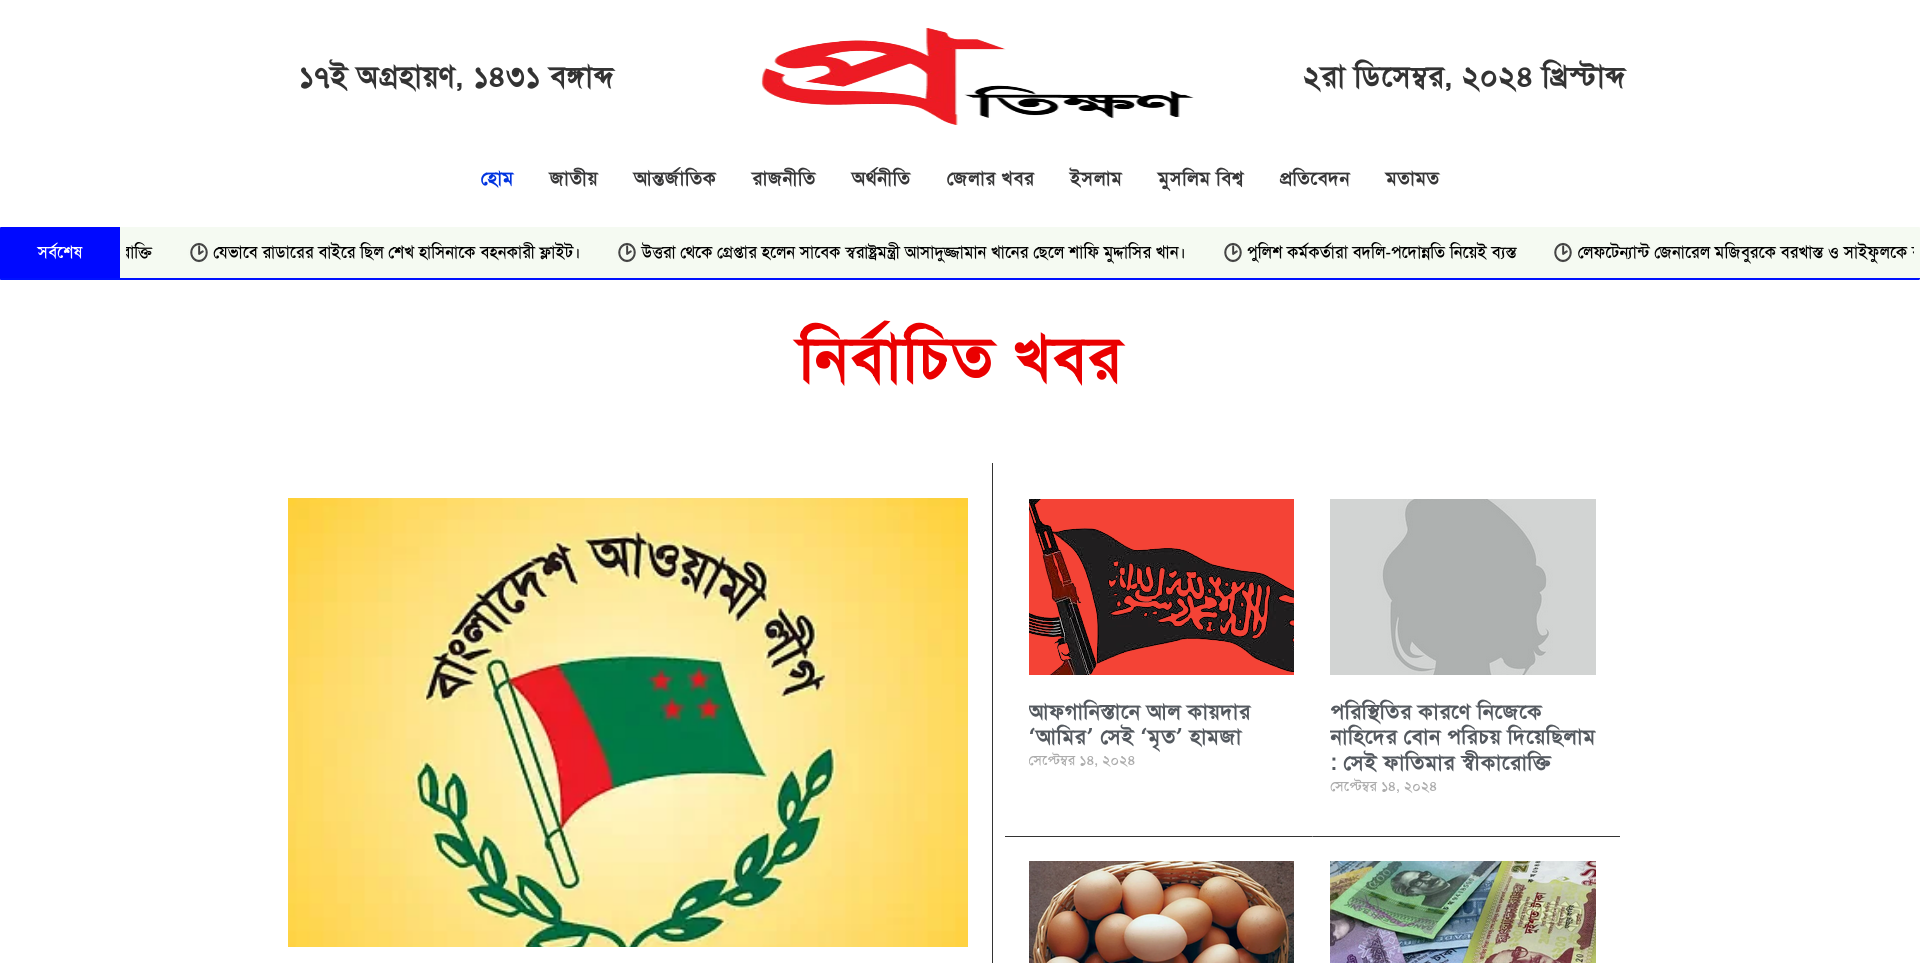 ১৭ই অগ্রহায়ণ, ১৪৩১ বঙ্গাব্দ
প্রতিক্ষণ
২রা ডিসেম্বর, ২০২৪ খ্রিস্টাব্দ
হোম জাতীয় আন্তর্জাতিক রাজনীতি অর্থনীতি জেলার খবর ইসলাম মুসলিম বিশ্ব প্রতিবেদন মতামত
সর্বশেষ যেভাবে রাডারের বাইরে ছিল শেখ হাসিনাকে বহনকারী ফ্লাইট। উত্তরা থেকে গ্রেপ্তার হলেন সাবেক স্বরাষ্ট্রমন্ত্রী আসাদুজ্জামান খানের ছেলে শাফি মুদ্দাসির খান। পুলিশ কর্মকর্তারা বদলি-পদোন্নতি নিয়েই ব্যস্ত লেফটেন্যান্ট জেনারেল মজিবুরকে বরখাস্ত ও সাইফুলকে
নির্বাচিত খবর
বাংলাদেশ আওয়ামী লীগ
আফগানিস্তানে আল কায়দার
‘আমির’ সেই ‘মৃত’ হামজা
সেপ্টেম্বর ১৪, ২০২৪
পরিস্থিতির কারণে নিজেকে
নাহিদের বোন পরিচয় দিয়েছিলাম
: সেই ফাতিমার স্বীকারোক্তি
সেপ্টেম্বর ১৪, ২০২৪